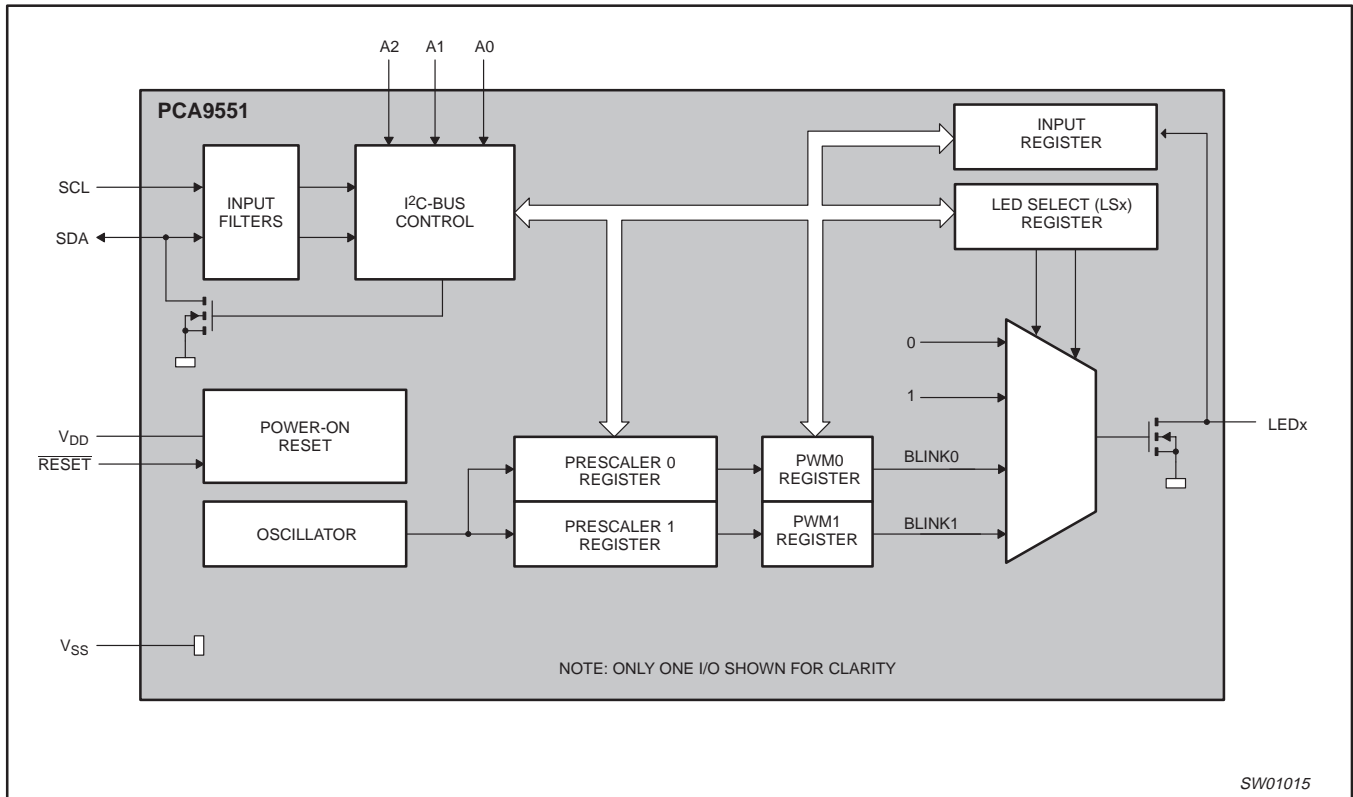 A2 A1 A0
PCA9551
INPUT
REGISTER
SCL
INPUT
FILTERS
I²C-BUS
CONTROL
LED SELECT (LSx)
REGISTER
SDA
0
1
POWER-ON
RESET
VDD
RESET
LEDx
PRESCALER 0
REGISTER
PWM0
REGISTER
BLINK0
OSCILLATOR
PRESCALER 1
REGISTER
PWM1
REGISTER
BLINK1
VSS
NOTE: ONLY ONE I/O SHOWN FOR CLARITY
SW01015